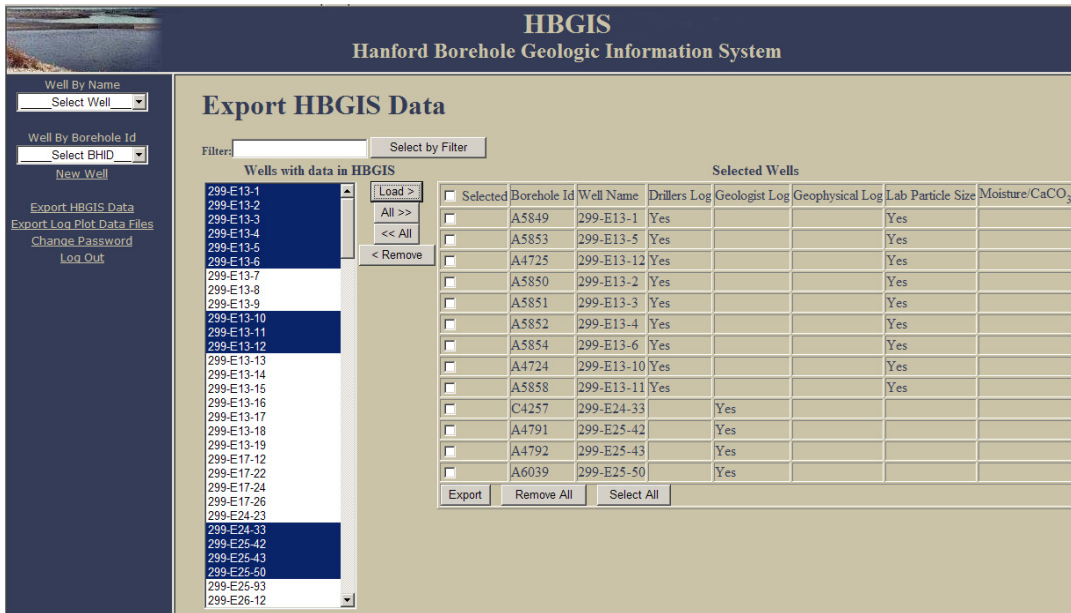 HBGIS
Hanford Borehole Geologic Information System
Well By Name
____Select Well___
Well By Borehole Id
____Select BHID____
New Well
Export HBGIS Data
Export Log Plot Data Files
Change Password
Log Out
Export HBGIS Data
Filter: Select by Filter
Wells with data in HBGIS
299-E13-1
299-E13-2
299-E13-3
299-E13-4
299-E13-5
299-E13-6
299-E13-7
299-E13-8
299-E13-9
299-E13-10
299-E13-11
299-E13-12
299-E13-13
299-E13-14
299-E13-15
299-E13-16
299-E13-17
299-E13-18
299-E13-19
299-E17-12
299-E17-22
299-E17-24
299-E17-26
299-E24-23
299-E24-33
299-E25-42
299-E25-43
299-E25-50
299-E25-93
299-E26-12
Load >
All >>
<< All
< Remove
Selected Wells
Selected Borehole Id Well Name Drillers Log Geologist Log Geophysical Log Lab Particle Size Moisture/CaCO3
A5849 299-E13-1 Yes Yes
A5853 299-E13-5 Yes Yes
A4725 299-E13-12 Yes Yes
A5850 299-E13-2 Yes Yes
A5851 299-E13-3 Yes Yes
A5852 299-E13-4 Yes Yes
A5854 299-E13-6 Yes Yes
A4724 299-E13-10 Yes Yes
A5858 299-E13-11 Yes Yes
C4257 299-E24-33 Yes
A4791 299-E25-42 Yes
A4792 299-E25-43 Yes
A6039 299-E25-50 Yes
Export Remove All Select All